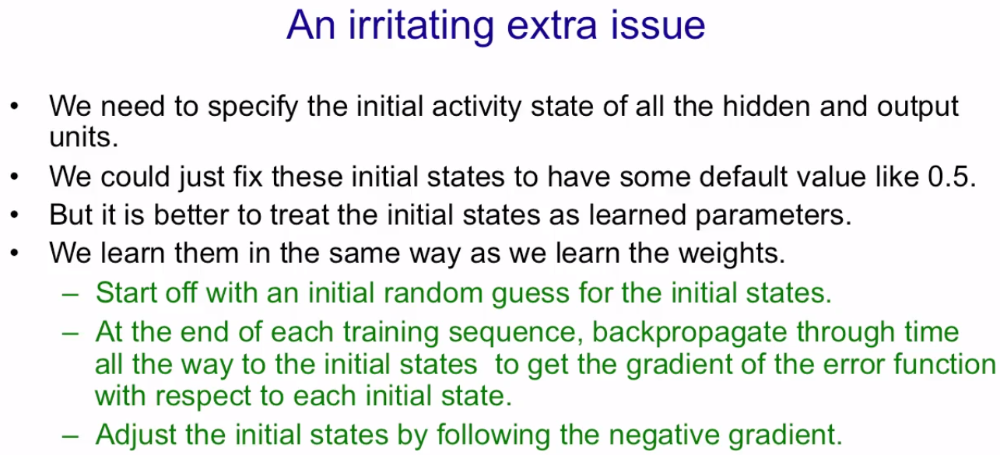 An irritating extra issue
• We need to specify the initial activity state of all the hidden and output
units.
• We could just fix these initial states to have some default value like 0.5.
• But it is better to treat the initial states as learned parameters.
• We learn them in the same way as we learn the weights.
– Start off with an initial random guess for the initial states.
– At the end of each training sequence, backpropagate through time
all the way to the initial states to get the gradient of the error function
with respect to each initial state.
– Adjust the initial states by following the negative gradient.